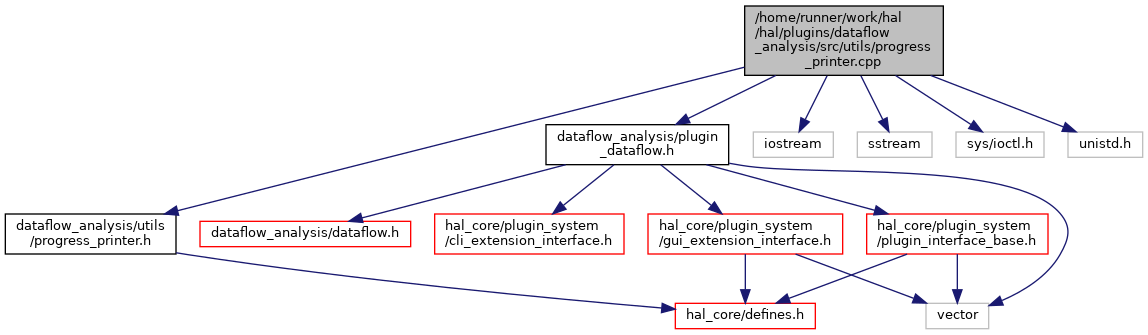 /home/runner/work/hal
/hal/plugins/dataflow
_analysis/src/utils/progress
_printer.cpp
dataflow_analysis/plugin
_dataflow.h
iostream
sstream
sys/ioctl.h
unistd.h
dataflow_analysis/utils
/progress_printer.h
dataflow_analysis/dataflow.h
hal_core/plugin_system
/cli_extension_interface.h
hal_core/plugin_system
/gui_extension_interface.h
hal_core/plugin_system
/plugin_interface_base.h
hal_core/defines.h
vector